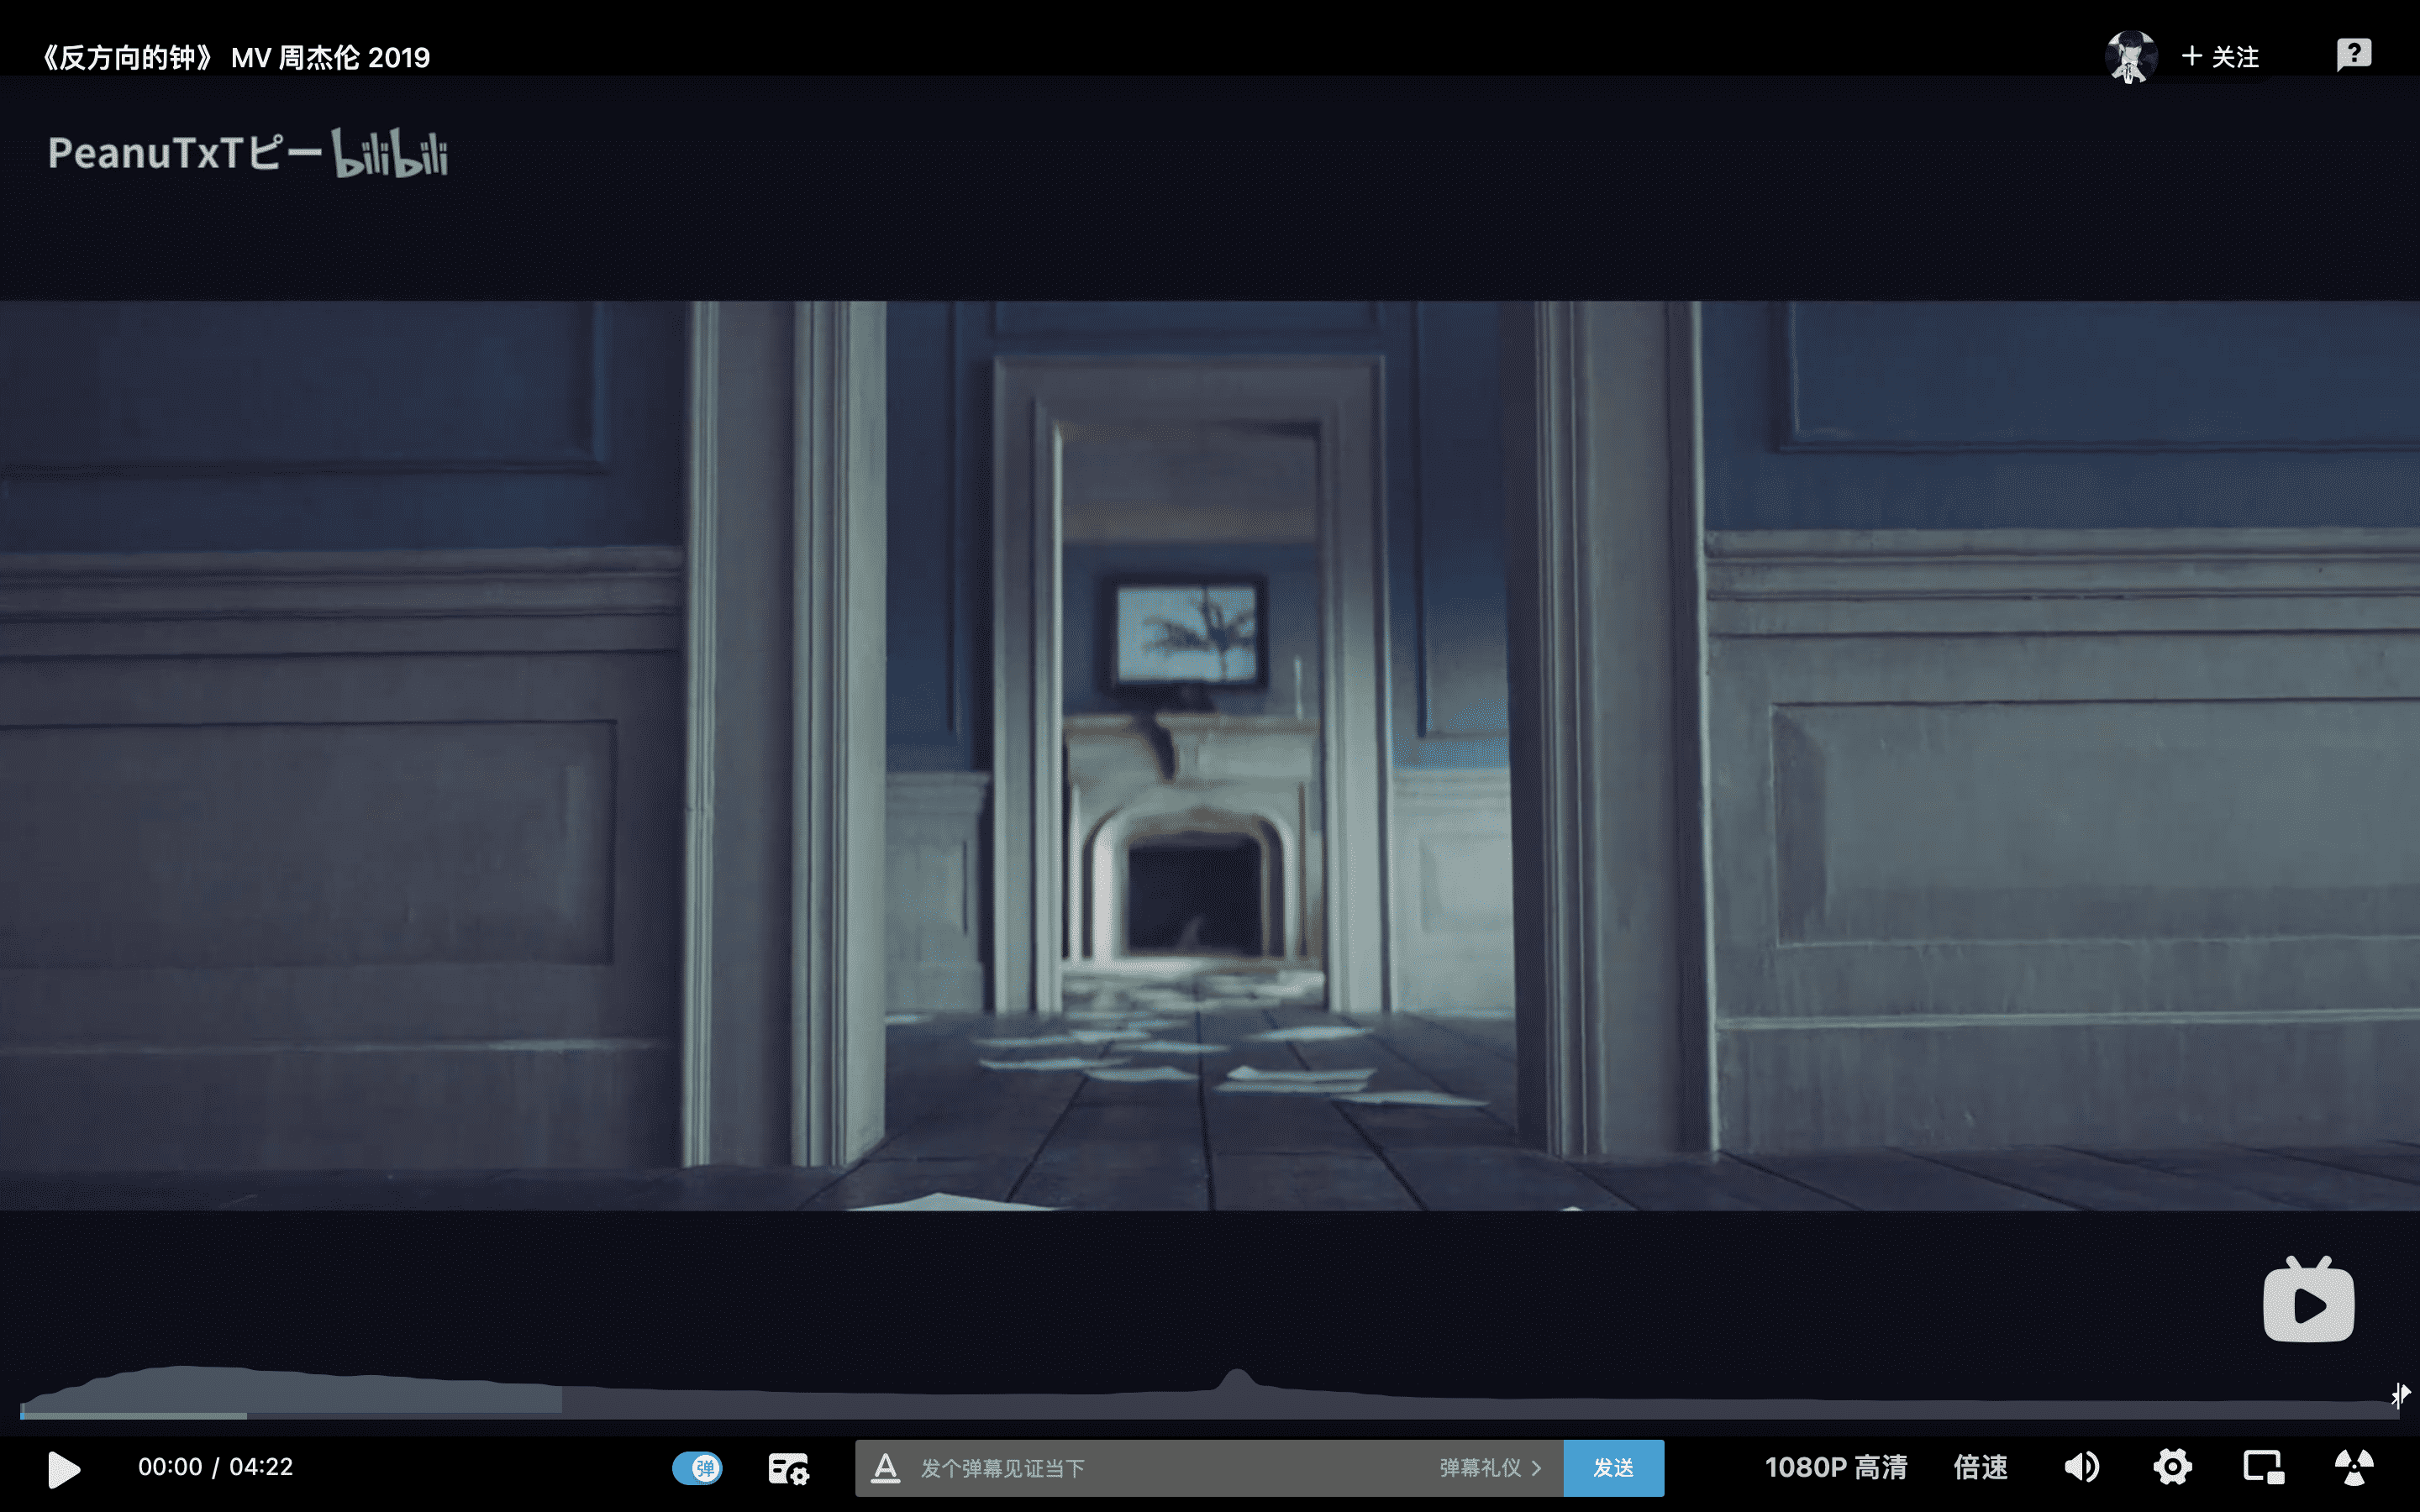 《反方向的钟》 MV 周杰伦 2019
+ 关注
PeanuTxTピー bilibili
00:00 / 04:22
弹
发个弹幕见证当下
弹幕礼仪 >
发送
1080P 高清
倍速